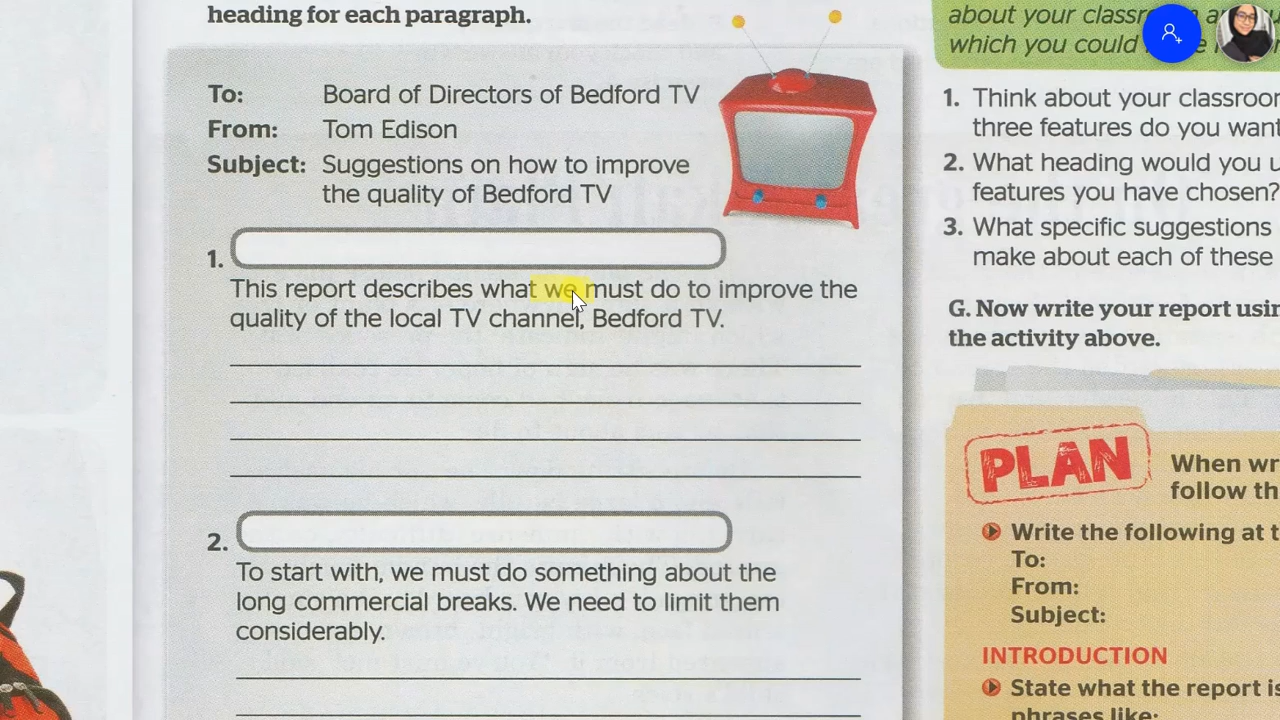 heading for each paragraph.
To: Board of Directors of Bedford TV
From: Tom Edison
Subject: Suggestions on how to improve
the quality of Bedford TV
1.
This report describes what we must do to improve the
quality of the local TV channel, Bedford TV.
2.
To start with, we must do something about the
long commercial breaks. We need to limit them
considerably.
about your classroom
which you could
1. Think about your classroom
three features do you want
2. What heading would you
features you have chosen?
3. What specific suggestions
make about each of these
G. Now write your report
the activity above.
PLAN
When
follow
Write the following at
To:
From:
Subject:
INTRODUCTION
State what the report is
phrases like: